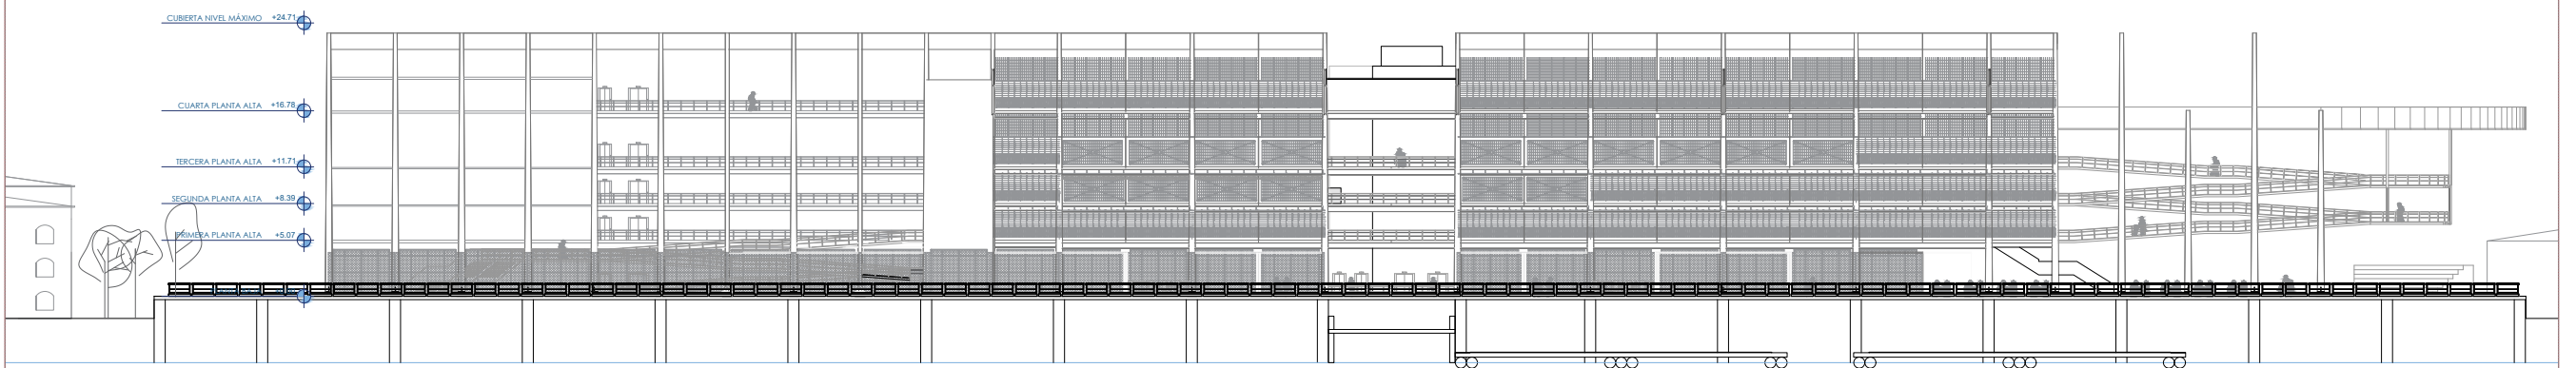 CUBIERTA NIVEL MÁXIMO +24.71
CUARTA PLANTA ALTA +16.78
TERCERA PLANTA ALTA +11.71
SEGUNDA PLANTA ALTA +8.39
PRIMERA PLANTA ALTA +5.07